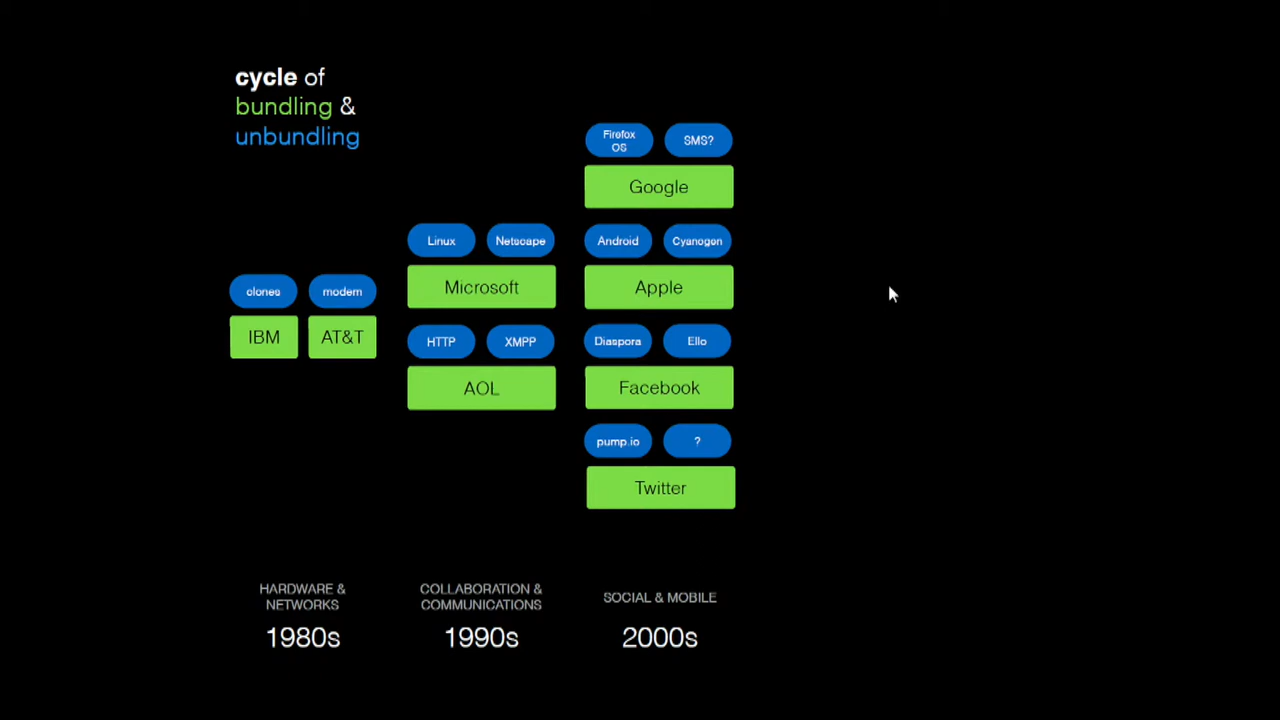 cycle of
bundling &
unbundling
Firefox
OS
SMS?
Google
Linux
Netscape
Android
Cyanogen
Microsoft
Apple
clones
modem
IBM
AT&T
HTTP
XMPP
Diaspora
Ello
AOL
Facebook
pump.io
?
Twitter
HARDWARE &
NETWORKS
1980s
COLLABORATION &
COMMUNICATIONS
1990s
SOCIAL & MOBILE
2000s